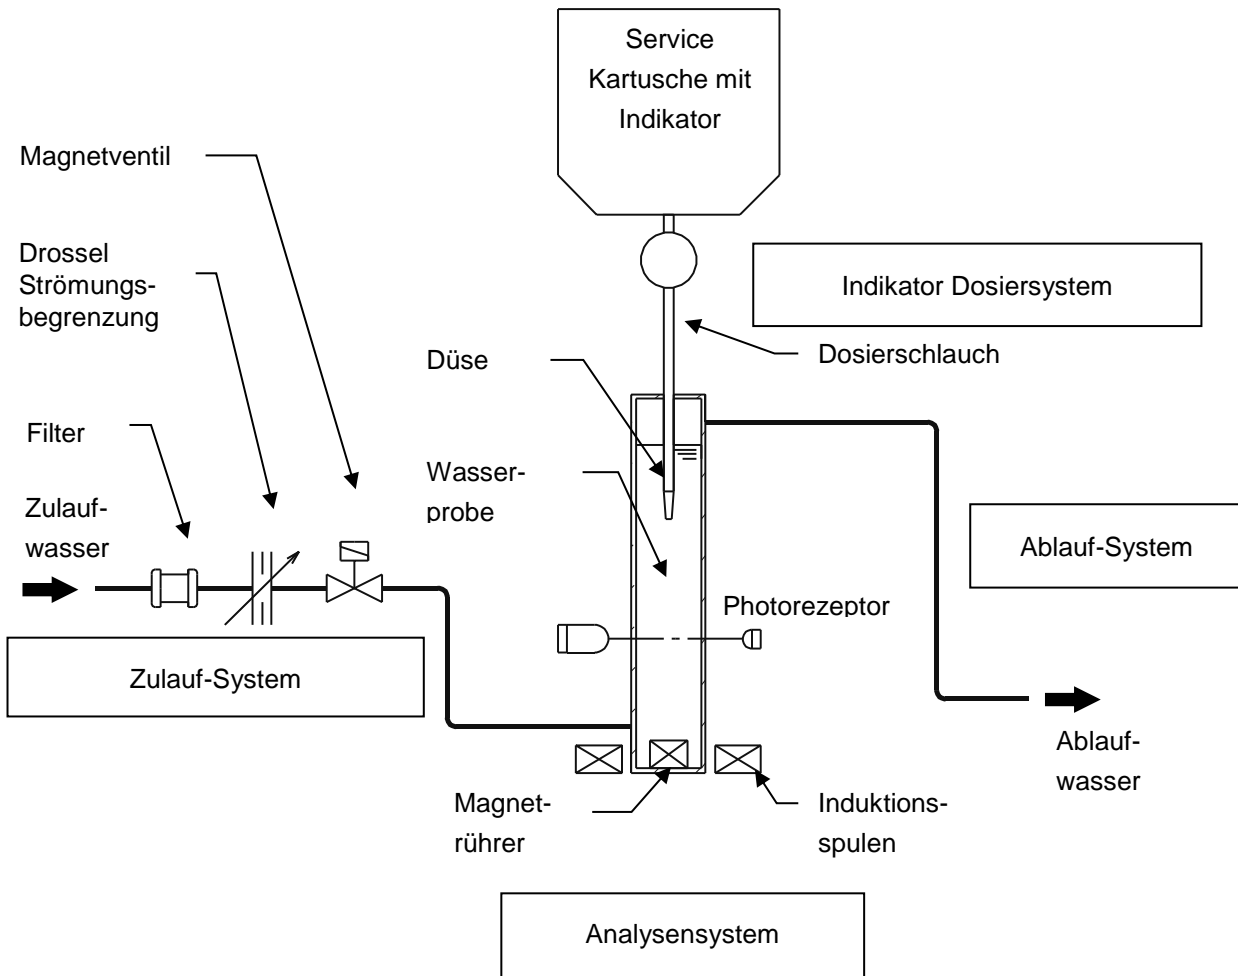 Service
Kartusche mit
Indikator
Magnetventil
Drossel
Strömungs-
begrenzung
Indikator Dosiersystem
Düse
Dosierschlauch
Filter
Wasser-
probe
Zulauf-
wasser
Ablauf-System
Photorezeptor
Zulauf-System
Ablauf-
wasser
Magnet-
rührer
Induktions-
spulen
Analysensystem